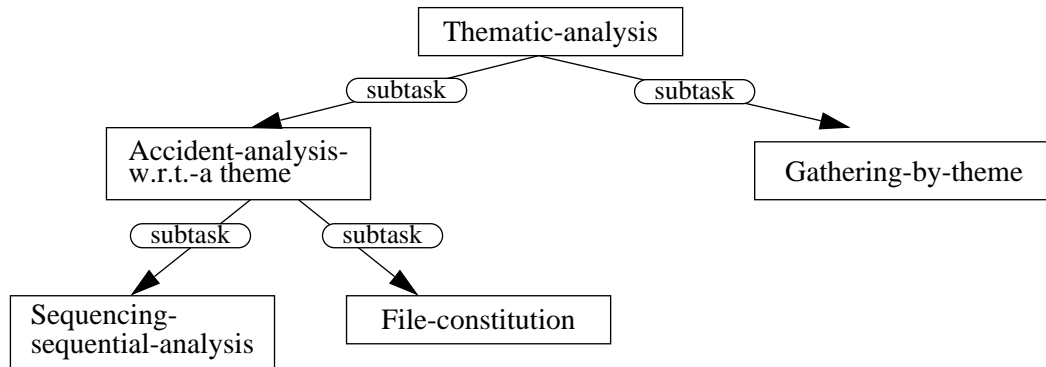 Thematic-analysis
subtask
subtask
Accident-analysis-
w.r.t.-a theme
Gathering-by-theme
subtask
subtask
Sequencing-
sequential-analysis
File-constitution